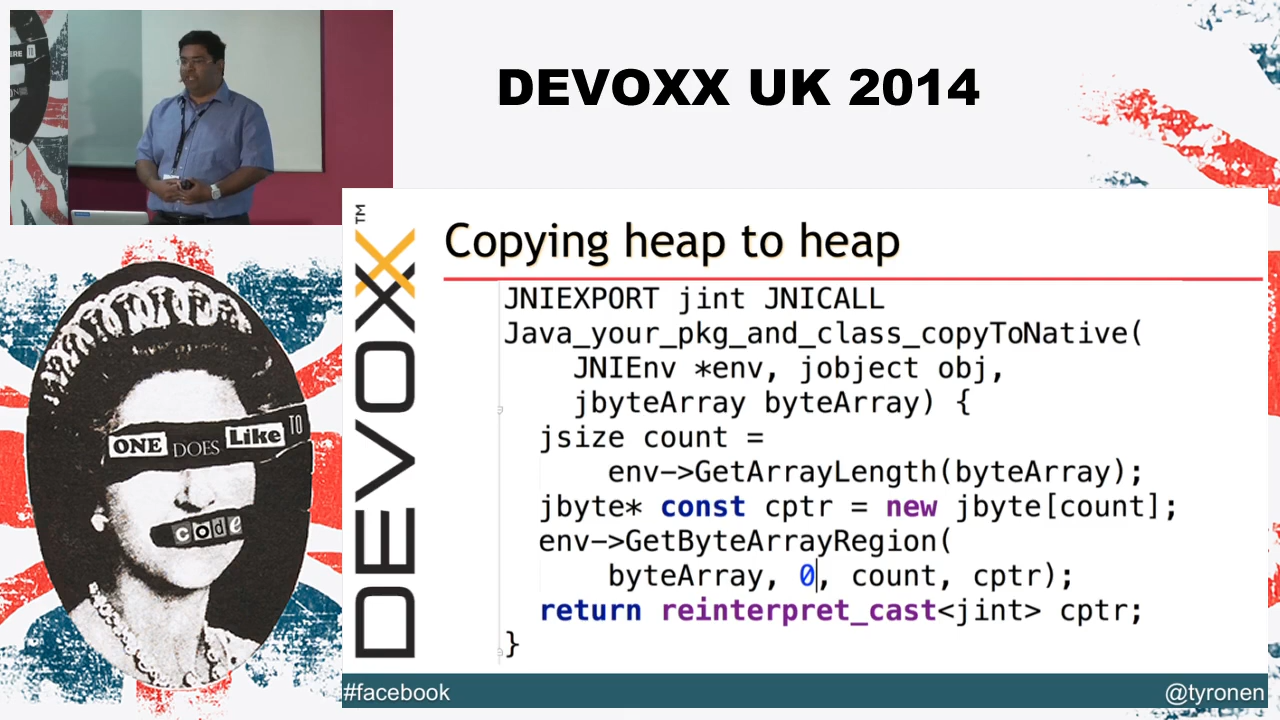 DEVOXX UK 2014
DEVOXX™
Copying heap to heap
JNIEXPORT jint JNICALL
Java_your_pkg_and_class_copyToNative(
JNIEnv *env, jobject obj,
jbyteArray byteArray) {
jsize count =
env->GetArrayLength(byteArray);
jbyte* const cptr = new jbyte[count];
env->GetByteArrayRegion(
byteArray, 0, count, cptr);
return reinterpret_cast<jint> cptr;
}
ONE DOES Like TO
code
#facebook
@tyronen